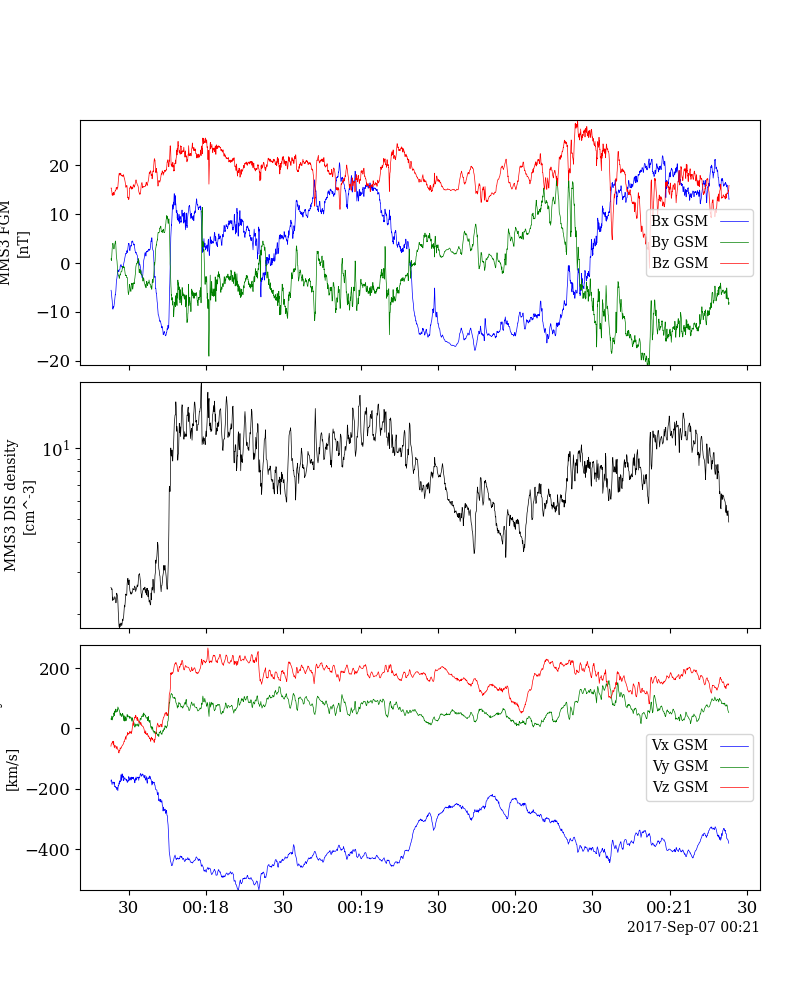 20
10
0
−10
−20
MMS3 FGM
[nT]
Bx GSM
By GSM
Bz GSM
10^1
MMS3 DIS density
[cm^-3]
200
0
−200
−400
[km/s]
Vx GSM
Vy GSM
Vz GSM
30 00:18 30 00:19 30 00:20 30 00:21 30
2017-Sep-07 00:21